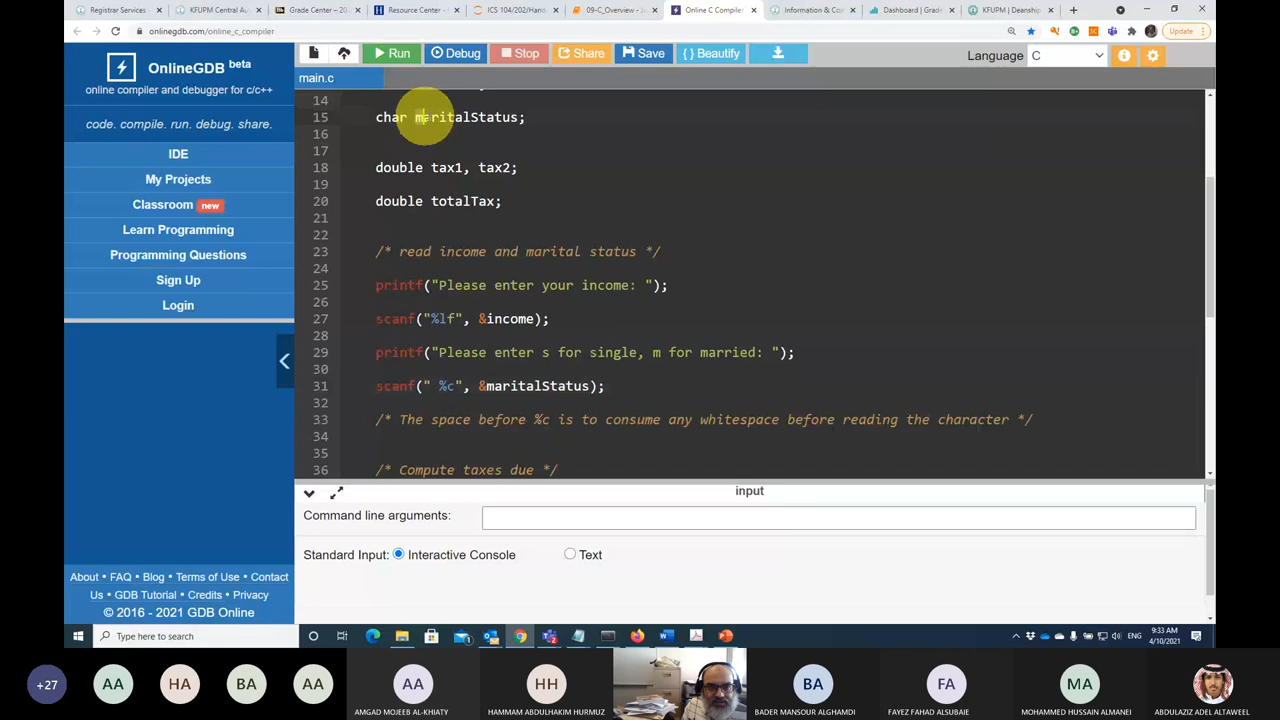 Registrar Services
KFUPM Central Au
Grade Center – 20
Resource Center -
ICS 104/202/Hand
09-C_Overview - J
Online C Compiler
Information & Co
Dashboard | Grade
KFUPM | Deanship
onlinegdb.com/online_c_compiler
Update
OnlineGDB beta
online compiler and debugger for c/c++
code. compile. run. debug. share.
IDE
My Projects
Classroom new
Learn Programming
Programming Questions
Sign Up
Login
About • FAQ • Blog • Terms of Use • Contact
Us • GDB Tutorial • Credits • Privacy
© 2016 - 2021 GDB Online
Run Debug Stop Share Save { } Beautify
Language C
main.c
14
15 char maritalStatus;
16
17
18 double tax1, tax2;
19
20 double totalTax;
21
22
23 /* read income and marital status */
24
25 printf("Please enter your income: ");
26
27 scanf("%lf", &income);
28
29 printf("Please enter s for single, m for married: ");
30
31 scanf(" %c", &maritalStatus);
32
33 /* The space before %c is to consume any whitespace before reading the character */
34
35
36 /* Compute taxes due */
input
Command line arguments:
Standard Input: Interactive Console Text
Type here to search
ENG
9:33 AM
4/10/2021
+27
AA
HA
BA
AA
AA
AMGAD MOJEEB AL-KHIATY
HH
HAMMAM ABDULHAKIM HURMUZ
BA
BADER MANSOUR ALGHAMDI
FA
FAYEZ FAHAD ALSUBAIE
MA
MOHAMMED HUSSAIN ALMANEI
ABDULAZIZ ADEL ALTAWEEL